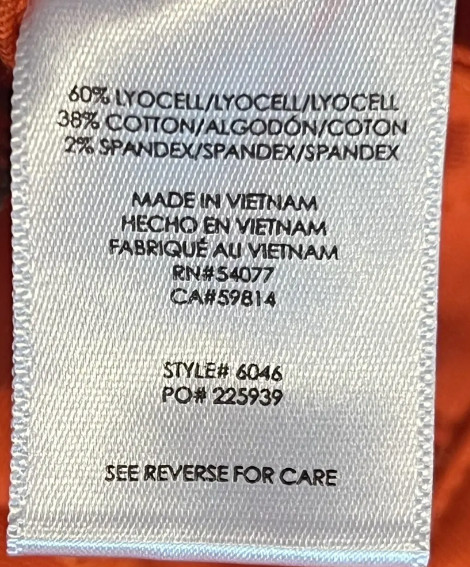 60% LYOCELL/LYOCELL/LYOCELL
38% COTTON/ALGODÓN/COTON
2% SPANDEX/SPANDEX/SPANDEX
MADE IN VIETNAM
HECHO EN VIETNAM
FABRIQUÉ AU VIETNAM
RN#54077
CA#59814
STYLE# 6046
PO# 225939
SEE REVERSE FOR CARE